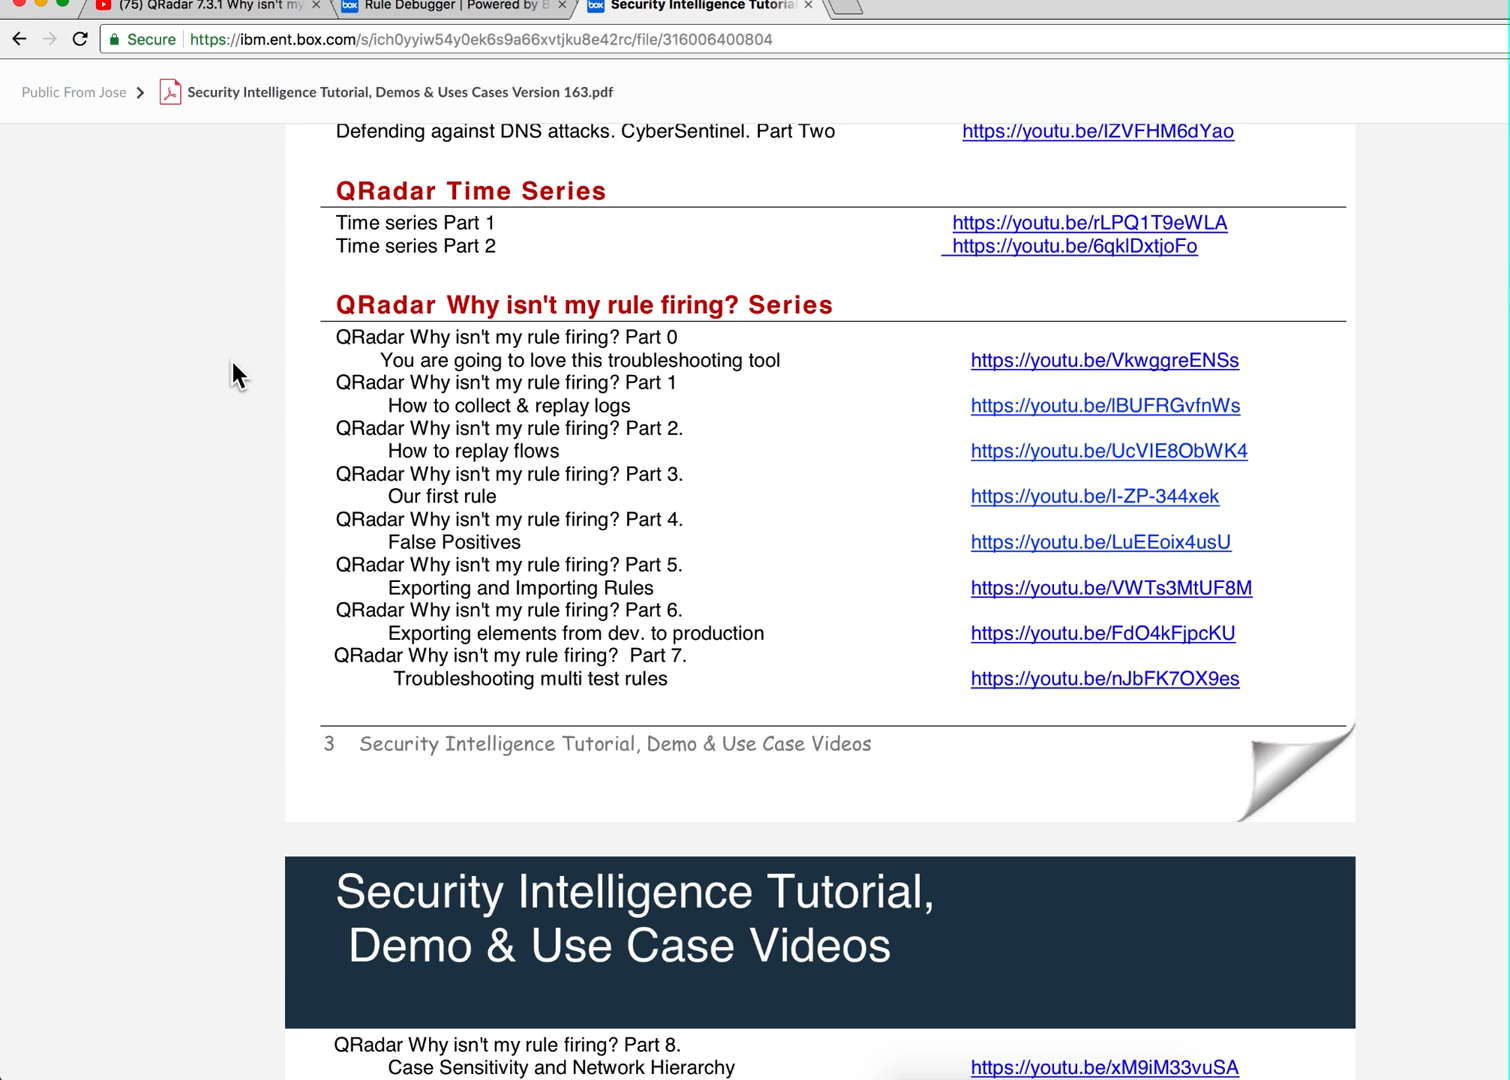 (75) QRadar 7.3.1 Why isn't my
Rule Debugger | Powered by B
Security Intelligence Tutorial
Secure
https://ibm.ent.box.com/s/ich0yyiw54y0ek6s9a66xvtjku8e42rc/file/316006400804
Public From Jose
Security Intelligence Tutorial, Demos & Uses Cases Version 163.pdf
Defending against DNS attacks. CyberSentinel. Part Two https://youtu.be/IZVFHM6dYao
QRadar Time Series
Time series Part 1 https://youtu.be/rLPQ1T9eWLA
Time series Part 2 https://youtu.be/6qklDxtjoFo
QRadar Why isn't my rule firing? Series
QRadar Why isn't my rule firing? Part 0
You are going to love this troubleshooting tool https://youtu.be/VkwggreENSs
QRadar Why isn't my rule firing? Part 1
How to collect & replay logs https://youtu.be/lBUFRGvfnWs
QRadar Why isn't my rule firing? Part 2.
How to replay flows https://youtu.be/UcVIE8ObWK4
QRadar Why isn't my rule firing? Part 3.
Our first rule https://youtu.be/I-ZP-344xek
QRadar Why isn't my rule firing? Part 4.
False Positives https://youtu.be/LuEEoix4usU
QRadar Why isn't my rule firing? Part 5.
Exporting and Importing Rules https://youtu.be/VWTs3MtUF8M
QRadar Why isn't my rule firing? Part 6.
Exporting elements from dev. to production https://youtu.be/FdO4kFjpcKU
QRadar Why isn't my rule firing? Part 7.
Troubleshooting multi test rules https://youtu.be/nJbFK7OX9es
3 Security Intelligence Tutorial, Demo & Use Case Videos
Security Intelligence Tutorial,
Demo & Use Case Videos
QRadar Why isn't my rule firing? Part 8.
Case Sensitivity and Network Hierarchy https://youtu.be/xM9iM33vuSA